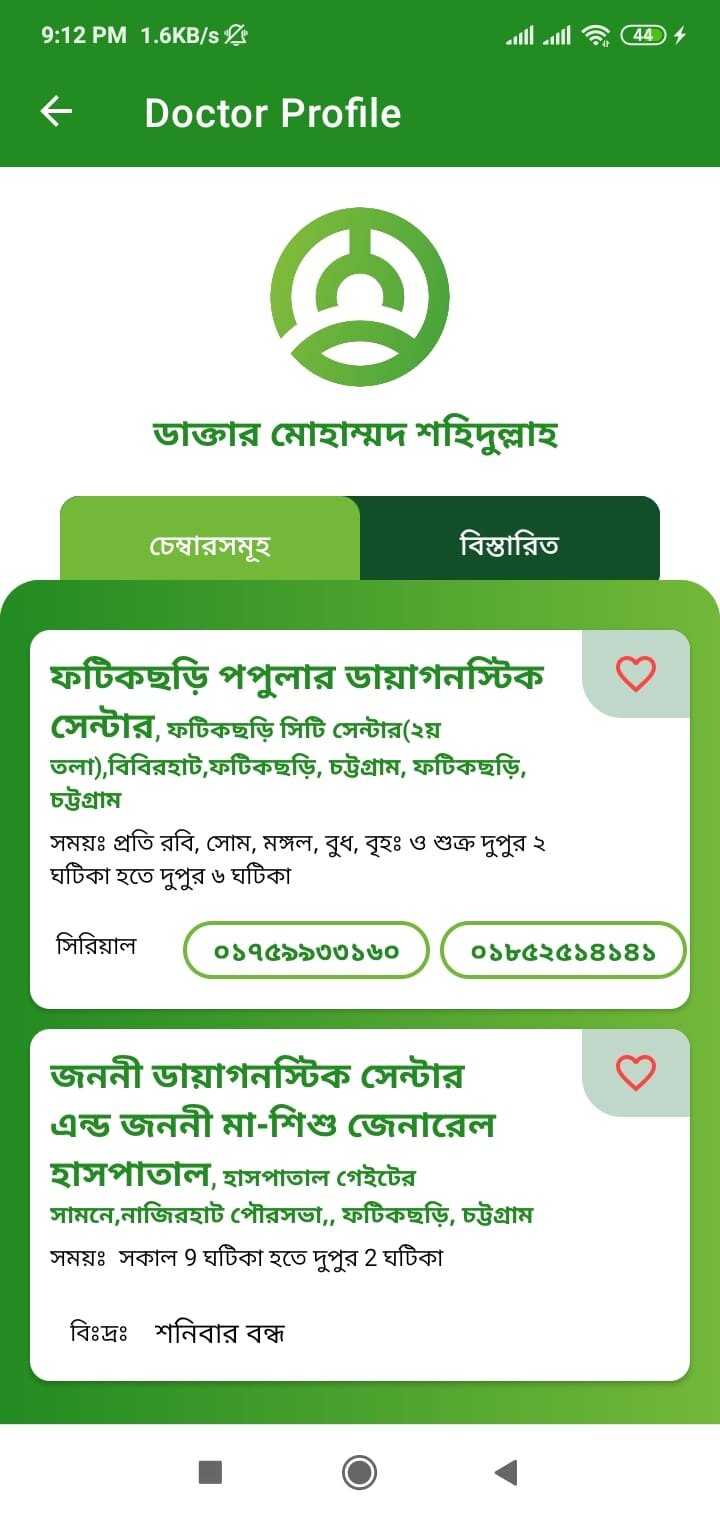 9:12 PM 1.6KB/s 44
Doctor Profile
ডাক্তার মোহাম্মদ শহিদুল্লাহ
চেম্বারসমূহ বিস্তারিত
ফটিকছড়ি পপুলার ডায়াগনস্টিক
সেন্টার, ফটিকছড়ি সিটি সেন্টার(২য়
তলা),বিবিরহাট,ফটিকছড়ি, চট্টগ্রাম, ফটিকছড়ি,
চট্টগ্রাম
সময়ঃ প্রতি রবি, সোম, মঙ্গল, বুধ, বৃহঃ ও শুক্র দুপুর ২
ঘটিকা হতে দুপুর ৬ ঘটিকা
সিরিয়াল ০১৭৫৯৯৩৩১৬০ ০১৮৫২৫১৪১৪১
জননী ডায়াগনস্টিক সেন্টার
এন্ড জননী মা-শিশু জেনারেল
হাসপাতাল, হাসপাতাল গেইটের
সামনে,নাজিরহাট পৌরসভা,, ফটিকছড়ি, চট্টগ্রাম
সময়ঃ সকাল 9 ঘটিকা হতে দুপুর 2 ঘটিকা
বিঃদ্রঃ শনিবার বন্ধ